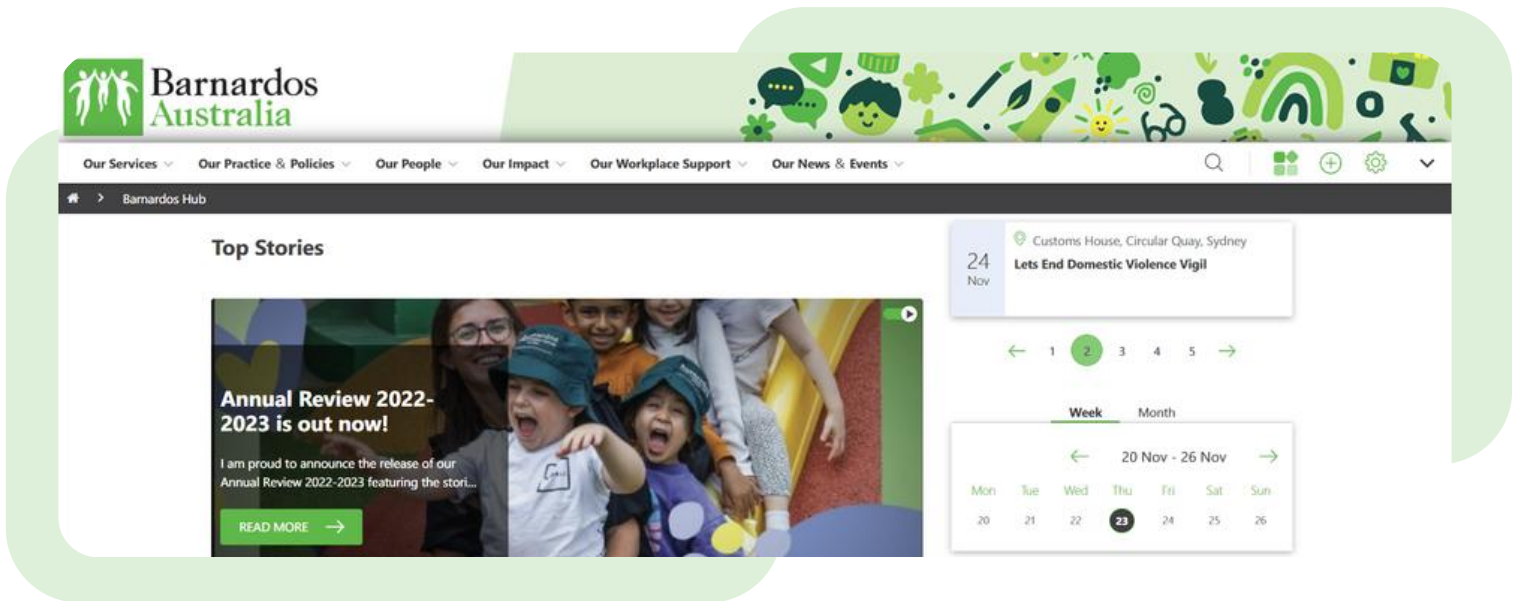 Barnardos
Australia
Our Services
Our Practice & Policies
Our People
Our Impact
Our Workplace Support
Our News & Events
Barnardos Hub
Top Stories
Annual Review 2022-
2023 is out now!
I am proud to announce the release of our
Annual Review 2022-2023 featuring the stori...
READ MORE
24
Nov
Customs House, Circular Quay, Sydney
Lets End Domestic Violence Vigil
1 2 3 4 5
Week Month
20 Nov - 26 Nov
Mon Tue Wed Thu Fri Sat Sun
20 21 22 23 24 25 26